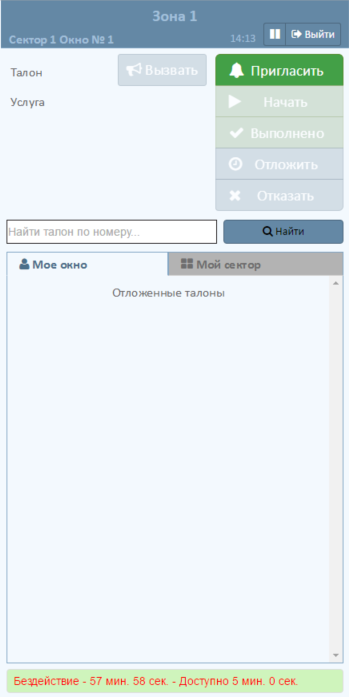 Зона 1
Сектор 1 Окно № 1
14:13
Выйти
Талон
Вызвать
Пригласить
Услуга
Начать
Выполнено
Отложить
Отказать
Найти талон по номеру...
Найти
Мое окно
Мой сектор
Отложенные талоны
Бездействие - 57 мин. 58 сек. - Доступно 5 мин. 0 сек.